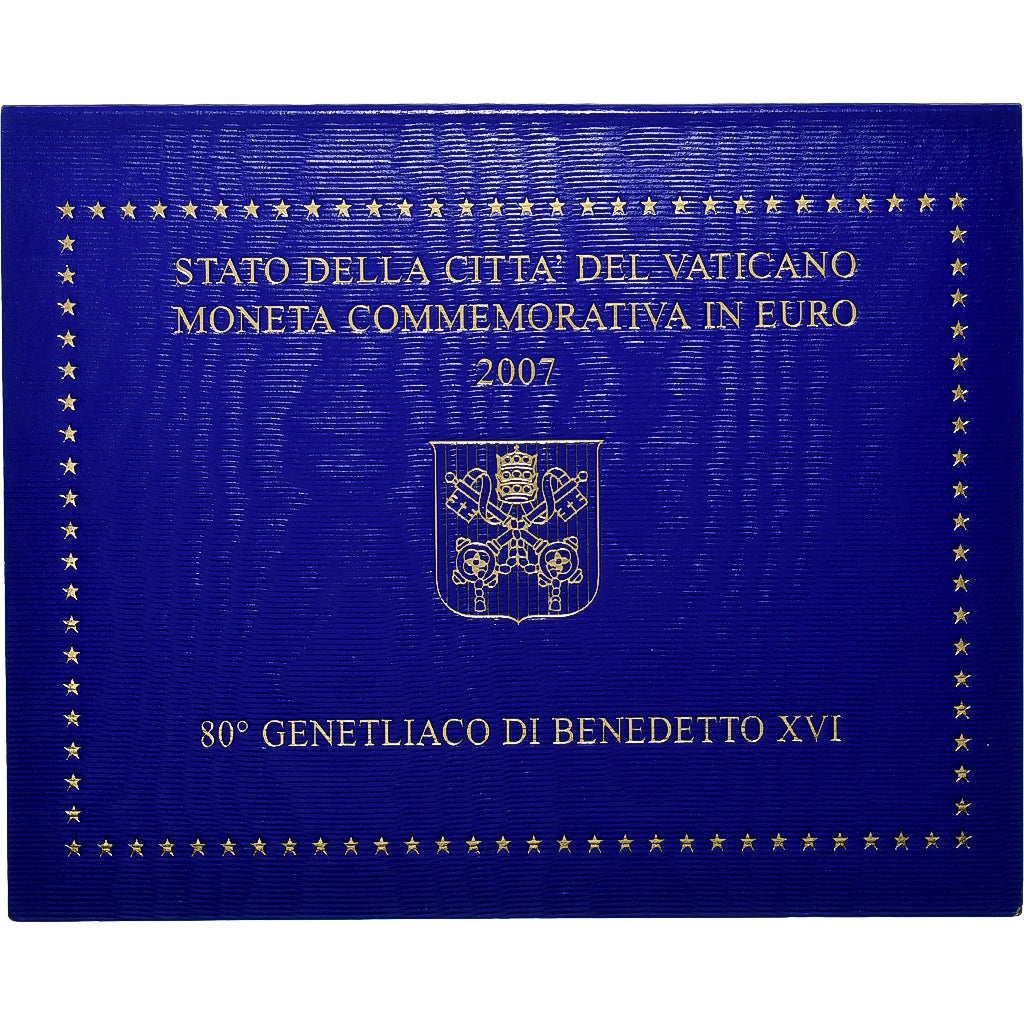 STATO DELLA CITTA' DEL VATICANO
MONETA COMMEMORATIVA IN EURO
2007
80° GENETLIACO DI BENEDETTO XVI